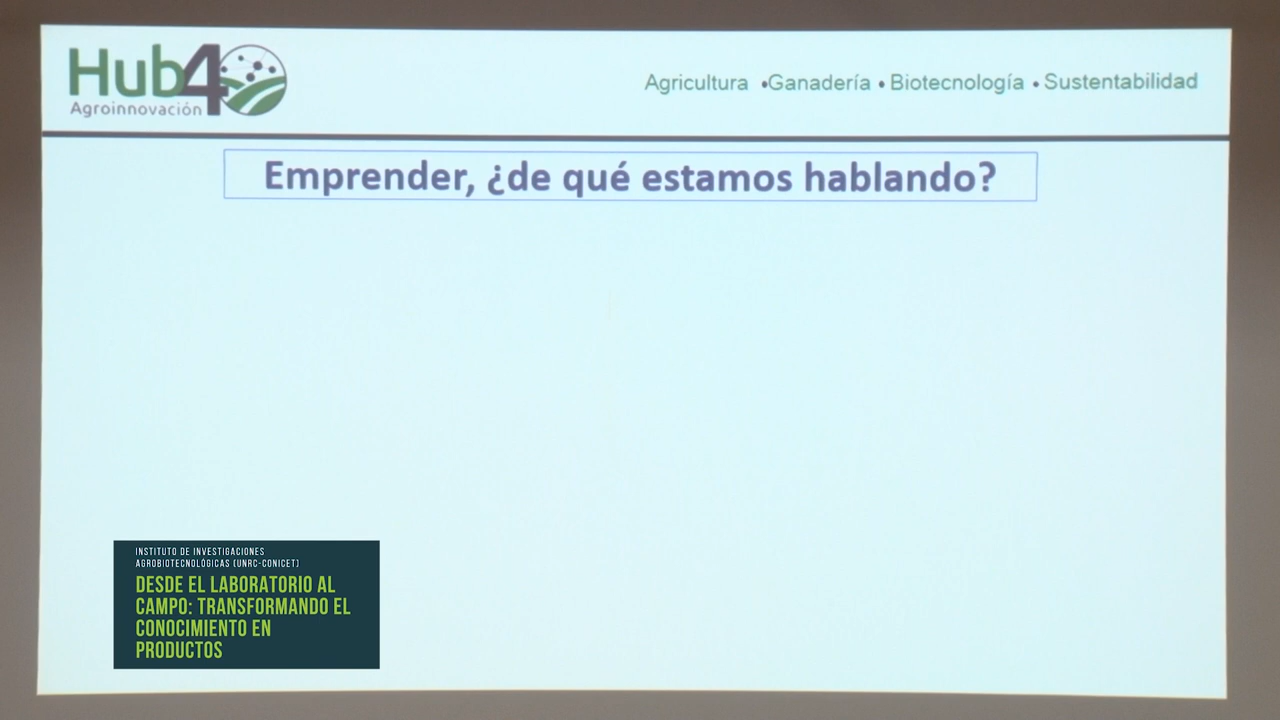 Hub4
Agroinnovación
Agricultura •Ganadería • Biotecnología • Sustentabilidad
Emprender, ¿de qué estamos hablando?
INSTITUTO DE INVESTIGACIONES
AGROBIOTECNOLÓGICAS (UNRC-CONICET)
DESDE EL LABORATORIO AL
CAMPO: TRANSFORMANDO EL
CONOCIMIENTO EN
PRODUCTOS